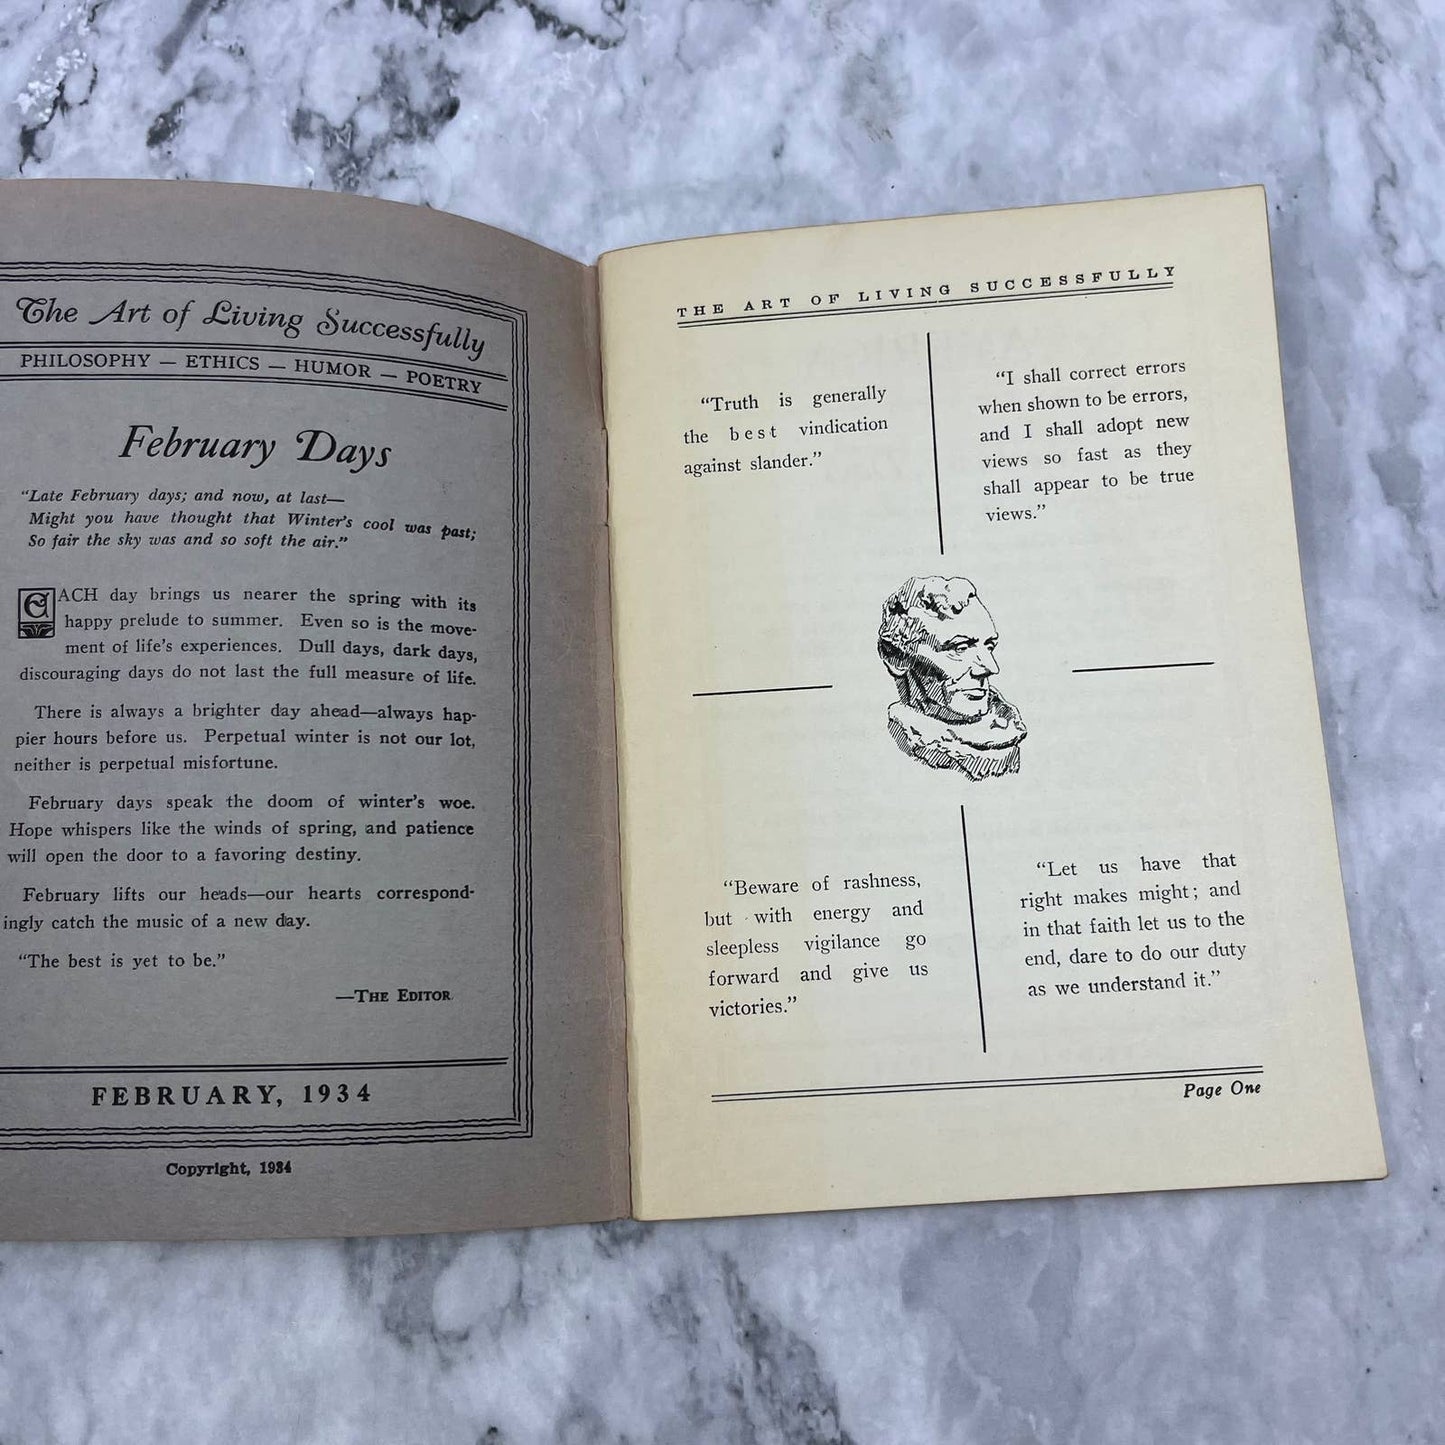 The Art of Living Successfully
PHILOSOPHY — ETHICS — HUMOR — POETRY
February Days
“Late February days; and now, at last—
Might you have thought that Winter's cool was past;
So fair the sky was and so soft the air.”
EACH day brings us nearer the spring with its
happy prelude to summer. Even so is the move-
ment of life's experiences. Dull days, dark days,
discouraging days do not last the full measure of life.
There is always a brighter day ahead—always hap-
pier hours before us. Perpetual winter is not our lot,
neither is perpetual misfortune.
February days speak the doom of winter's woe.
Hope whispers like the winds of spring, and patience
will open the door to a favoring destiny.
February lifts our heads—our hearts correspond-
ingly catch the music of a new day.
“The best is yet to be.”
—THE EDITOR
FEBRUARY, 1934
Copyright, 1934
THE ART OF LIVING SUCCESSFULLY
“Truth is generally
the best vindication
against slander.”
“I shall correct errors
when shown to be errors,
and I shall adopt new
views so fast as they
shall appear to be true
views.”
“Beware of rashness,
but with energy and
sleepless vigilance go
forward and give us
victories.”
“Let us have that
right makes might; and
in that faith let us to the
end, dare to do our duty
as we understand it.”
Page One